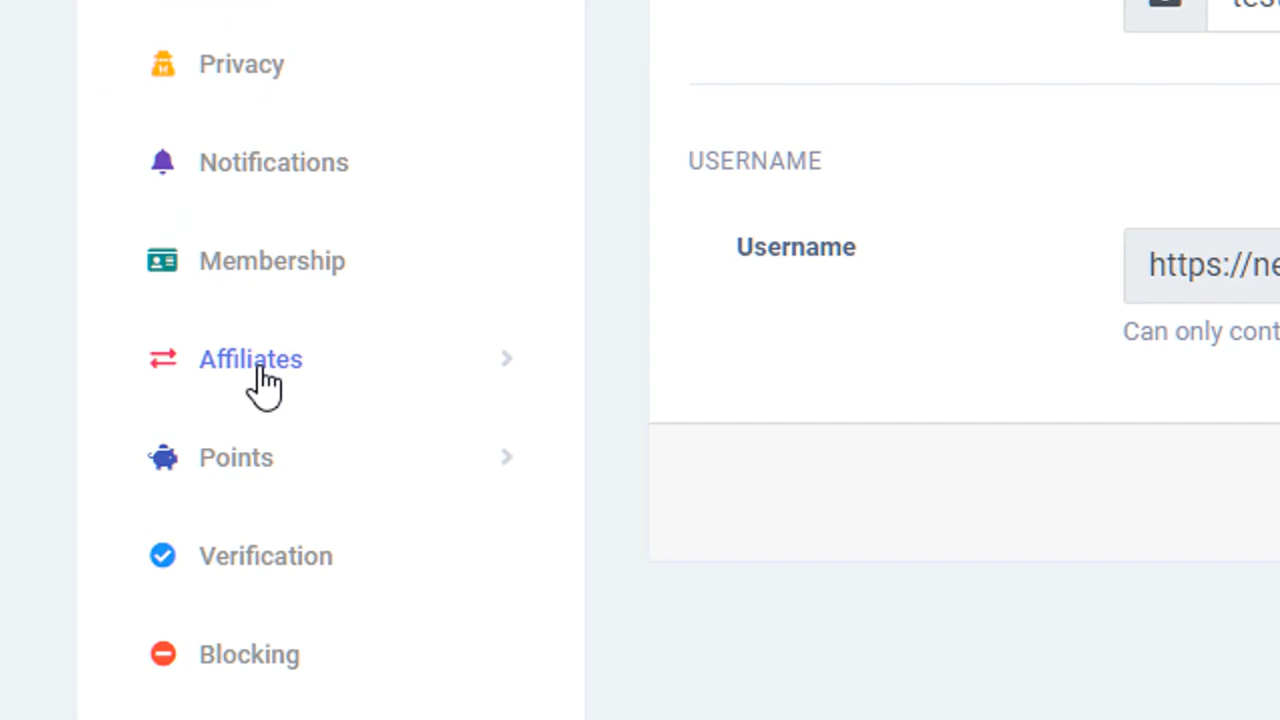 Privacy
Notifications
Membership
Affiliates
Points
Verification
Blocking
USERNAME
Username
https://ne
Can only cont